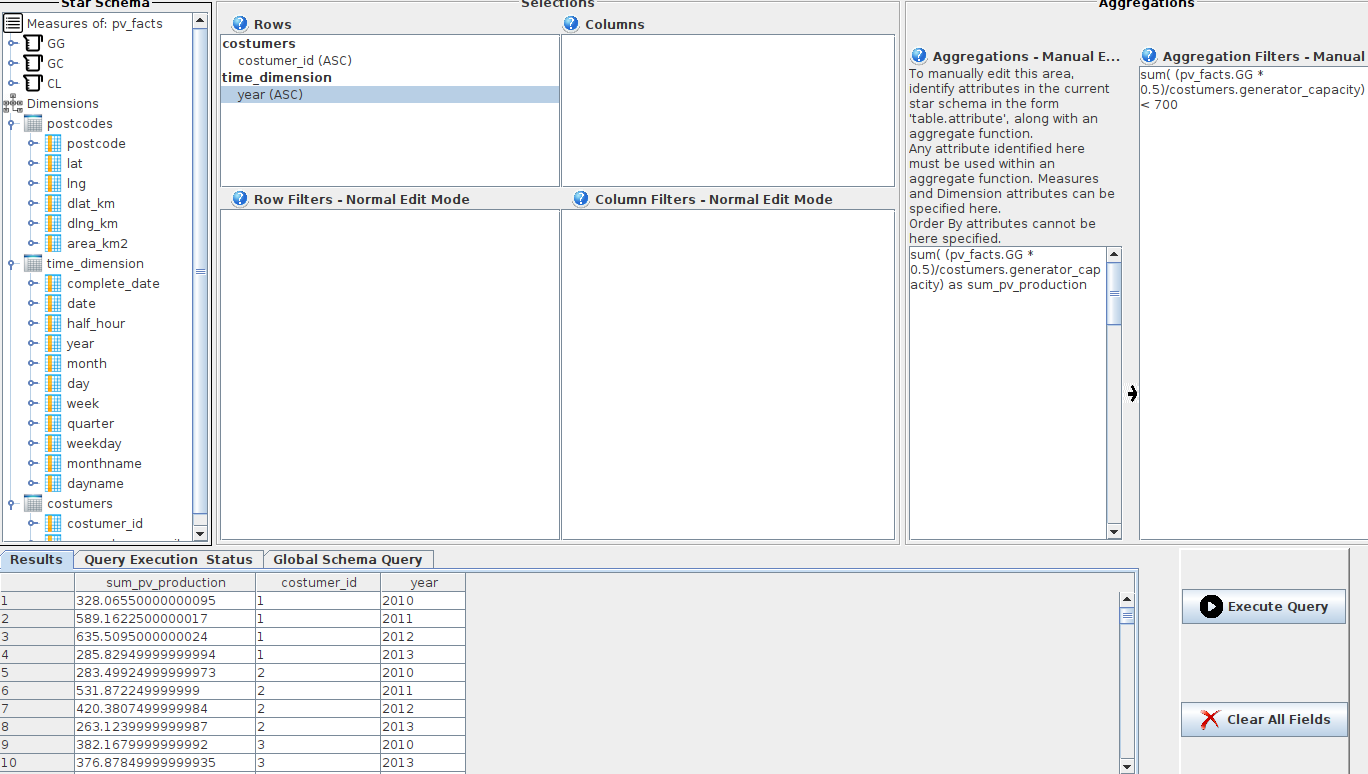 Star Schema
Measures of: pv_facts
GG
GC
CL
Dimensions
postcodes
postcode
lat
lng
dlat_km
dlng_km
area_km2
time_dimension
complete_date
date
half_hour
year
month
day
week
quarter
weekday
monthname
dayname
costumers
costumer_id
Selections
Rows
costumers
costumer_id (ASC)
time_dimension
year (ASC)
Columns
Row Filters - Normal Edit Mode
Column Filters - Normal Edit Mode
Aggregations
Aggregations - Manual E...
To manually edit this area,
identify attributes in the current
star schema in the form
'table.attribute', along with an
aggregate function.
Any attribute identified here
must be used within an
aggregate function. Measures
and Dimension attributes can be
specified here.
Order By attributes cannot be
here specified.
sum( (pv_facts.GG *
0.5)/costumers.generator_cap
acity) as sum_pv_production
Aggregation Filters - Manual
sum( (pv_facts.GG *
0.5)/costumers.generator_capacity)
< 700
Results
Query Execution Status
Global Schema Query
sum_pv_production costumer_id year
1 328.06550000000095 1 2010
2 589.1622500000017 1 2011
3 635.5095000000024 1 2012
4 285.82949999999994 1 2013
5 283.49924999999973 2 2010
6 531.872249999999 2 2011
7 420.3807499999984 2 2012
8 263.1239999999987 2 2013
9 382.1679999999992 3 2010
10 376.87849999999935 3 2013
Execute Query
Clear All Fields